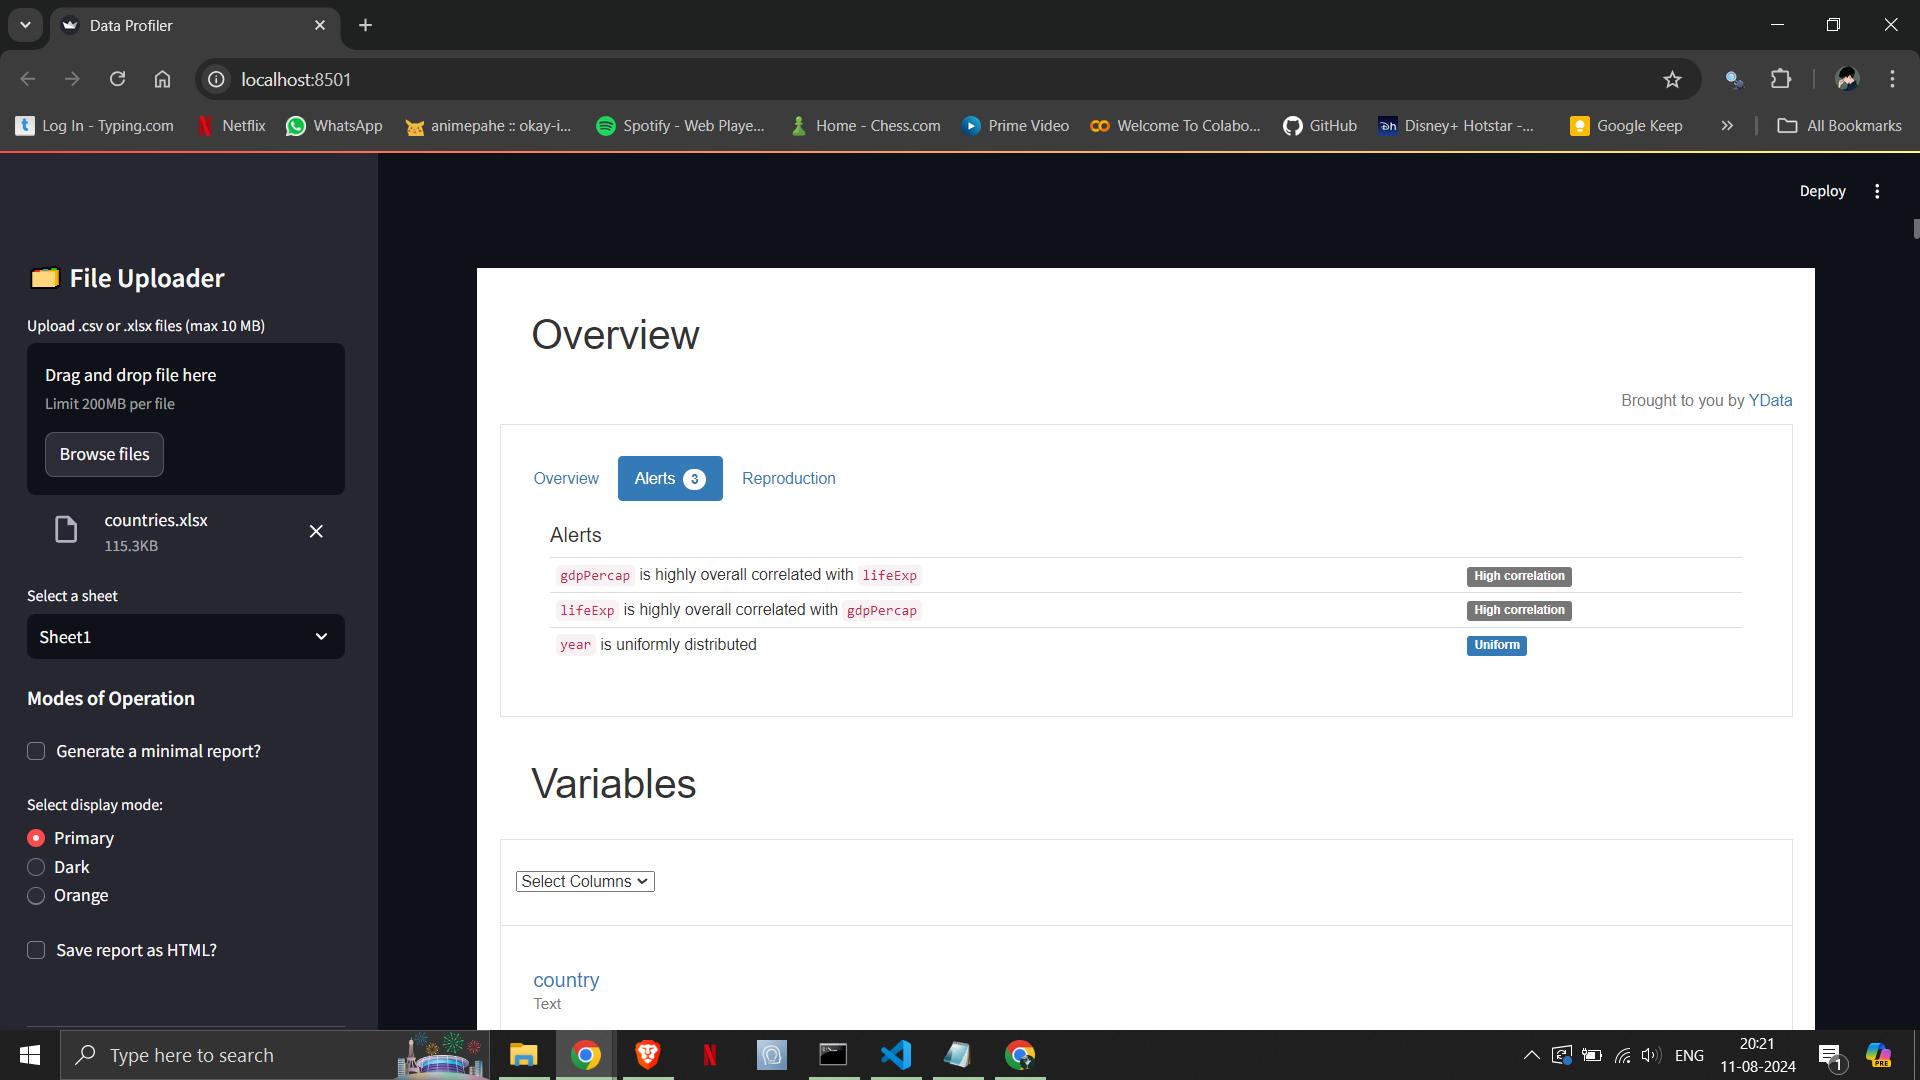 Data Profiler
localhost:8501
Log In - Typing.com
Netflix
WhatsApp
animepahe :: okay-i...
Spotify - Web Playe...
Home - Chess.com
Prime Video
Welcome To Colabo...
GitHub
Disney+ Hotstar -...
Google Keep
All Bookmarks
Deploy
File Uploader
Upload .csv or .xlsx files (max 10 MB)
Drag and drop file here
Limit 200MB per file
Browse files
countries.xlsx
115.3KB
Select a sheet
Sheet1
Modes of Operation
Generate a minimal report?
Select display mode:
Primary
Dark
Orange
Save report as HTML?
Overview
Brought to you by YData
Overview Alerts 3 Reproduction
Alerts
gdpPercap is highly overall correlated with lifeExp High correlation
lifeExp is highly overall correlated with gdpPercap High correlation
year is uniformly distributed Uniform
Variables
Select Columns
country
Text
Type here to search
ENG
20:21
11-08-2024
1
PRE